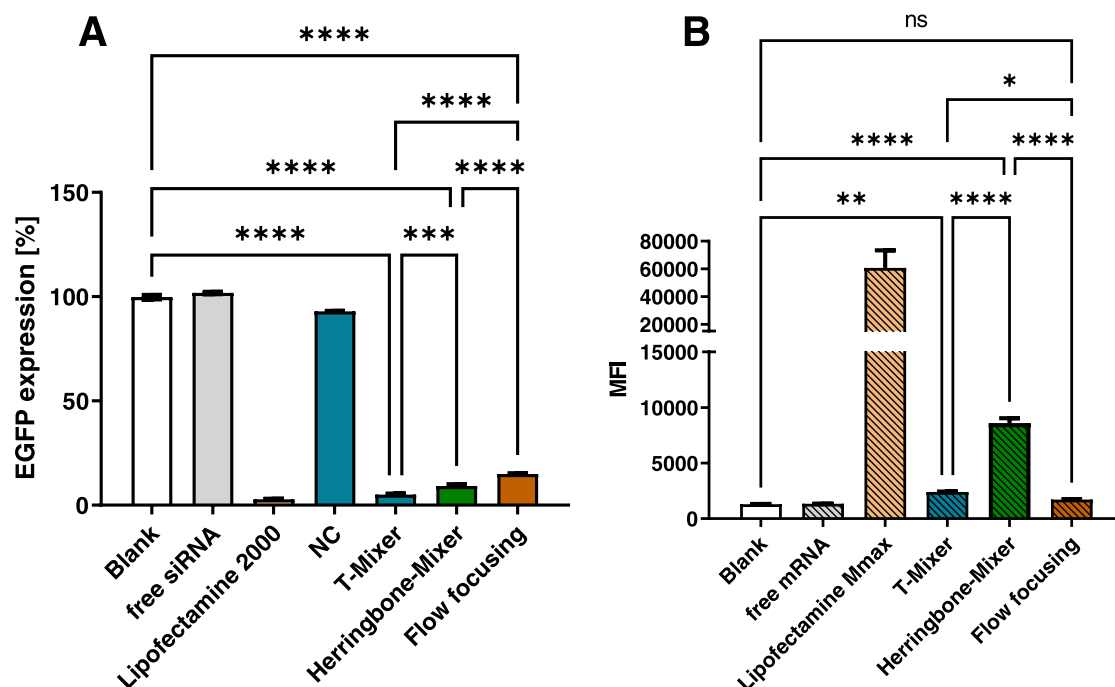 A
****
****
****
****
****
***
EGFP expression [%]
150
100
50
0
Blank
free siRNA
Lipofectamine 2000
NC
T-Mixer
Herringbone-Mixer
Flow focusing
B
ns
*
****
****
**
****
MFI
80000
60000
40000
20000
15000
10000
5000
0
Blank
free mRNA
Lipofectamine Mmax
T-Mixer
Herringbone-Mixer
Flow focusing